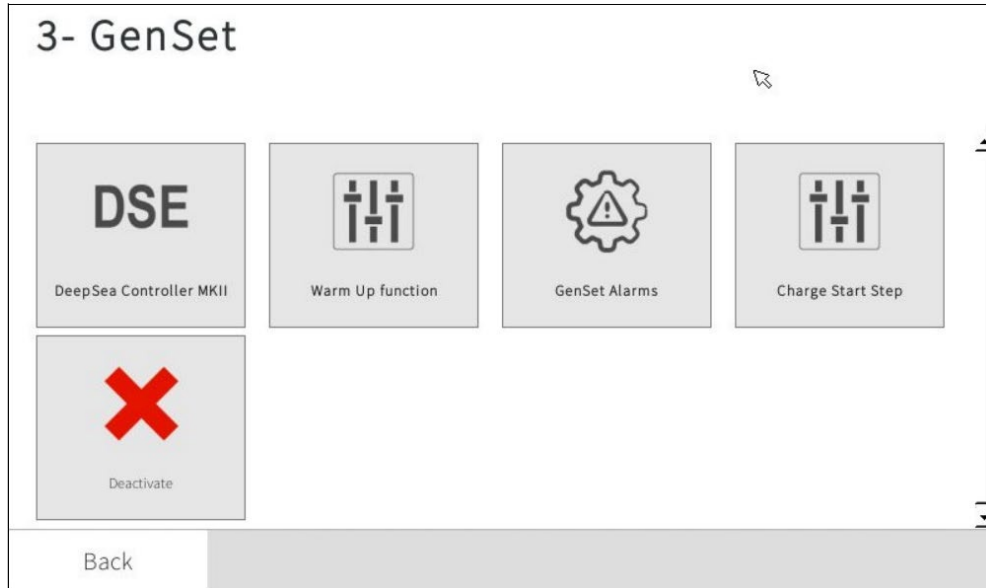 3- GenSet
DSE
DeepSea Controller MKII
Warm Up function
GenSet Alarms
Charge Start Step
Deactivate
Back